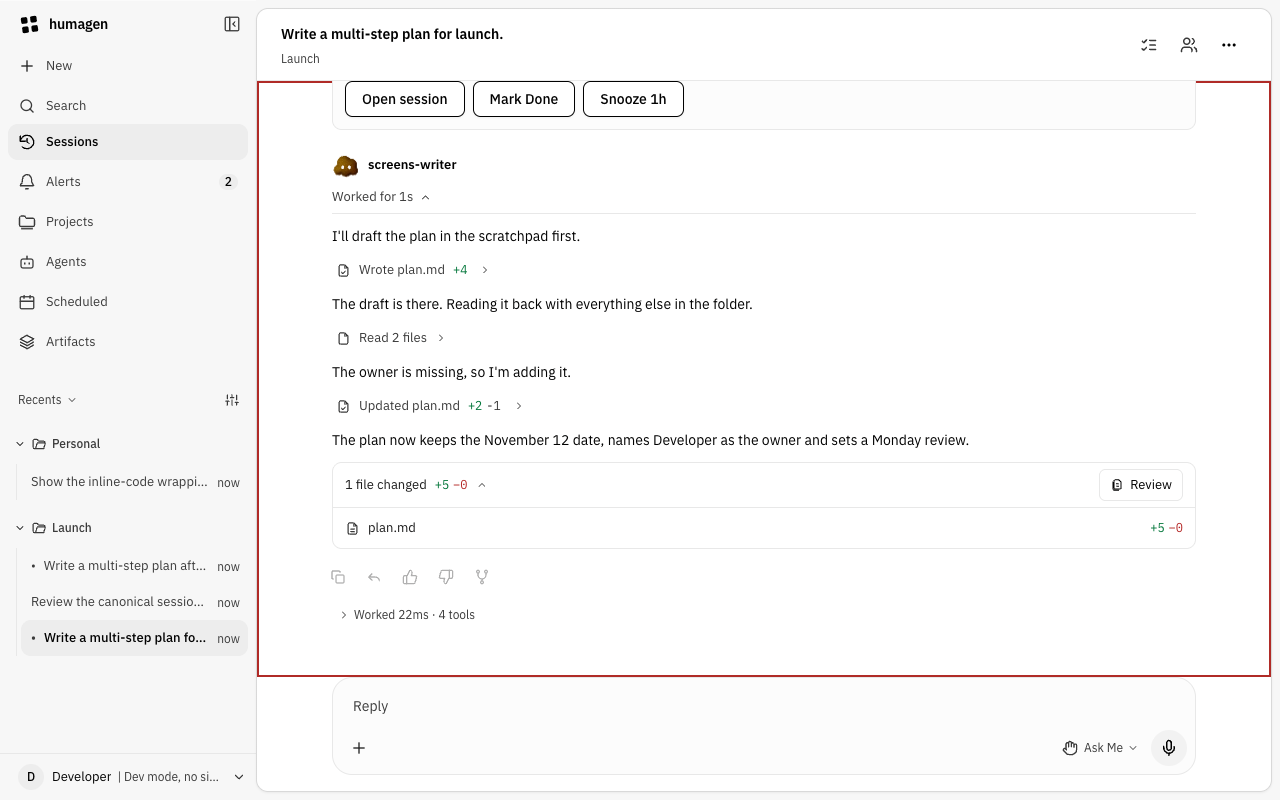 humagen
New
Search
Sessions
Alerts 2
Projects
Agents
Scheduled
Artifacts
Recents
Personal
Show the inline-code wrappi... now
Launch
• Write a multi-step plan aft... now
Review the canonical sessio... now
• Write a multi-step plan fo... now
D Developer | Dev mode, no si...
Write a multi-step plan for launch.
Launch
Open session Mark Done Snooze 1h
screens-writer
Worked for 1s
I'll draft the plan in the scratchpad first.
Wrote plan.md +4
The draft is there. Reading it back with everything else in the folder.
Read 2 files
The owner is missing, so I'm adding it.
Updated plan.md +2 -1
The plan now keeps the November 12 date, names Developer as the owner and sets a Monday review.
1 file changed +5 −0 Review
plan.md +5 −0
Worked 22ms · 4 tools
Reply
Ask Me